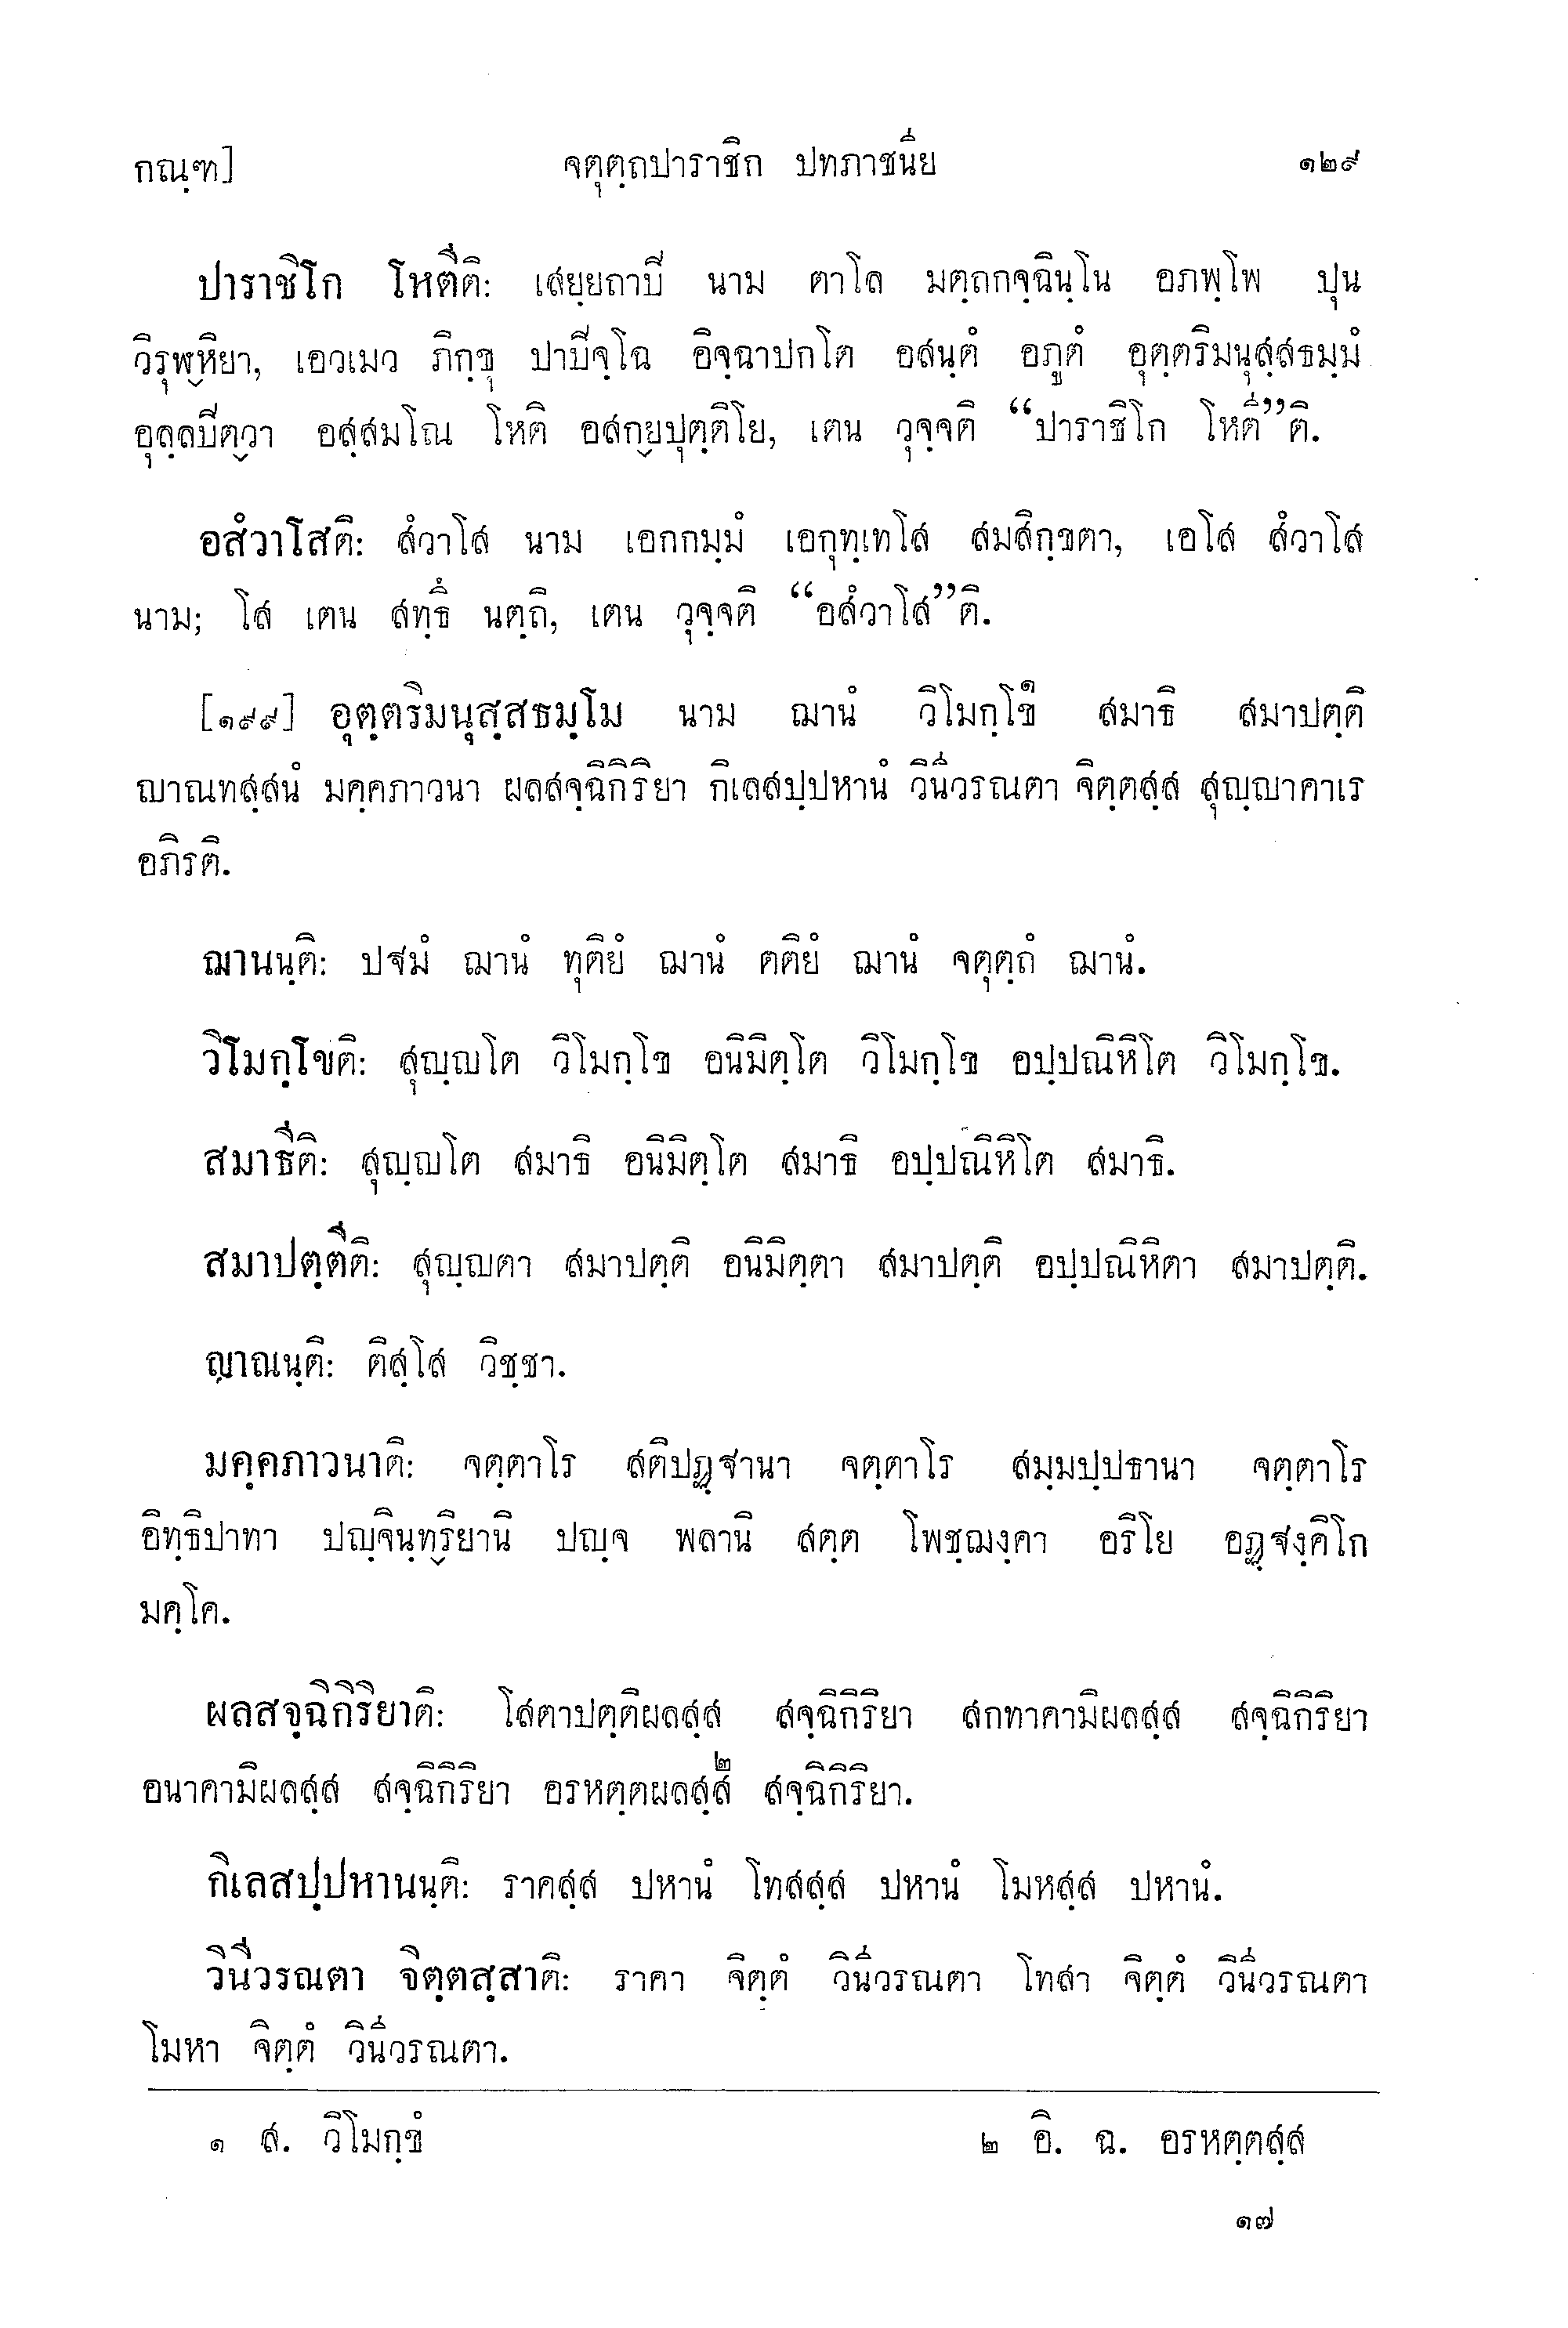 กณฺฑ] จตุตฺถปาราชิก ปทภาชนีย ๑๒๙
ปาราชิโก โหตีติ: เสยฺยถาปิ นาม ตาโล มตฺถกจฺฉินฺโน อภพฺโพ ปุน
วิรุฬฺหิยา, เอวเมว ภิกฺขุ ปาปิจฺโฉ อิจฺฉาปกโต อสนฺตํ อภูตํ อุตฺตริมนุสฺสธมฺมํ
อุลฺลปิตฺวา อสฺสมโณ โหติ อสกฺยปุตฺติโย, เตน วุจฺจติ “ปาราชิโก โหตี”ติ.
อสํวาโสติ: สํวาโส นาม เอกกมฺมํ เอกุทฺเทโส สมสิกฺขตา, เอโส สํวาโส
นาม; โส เตน สทฺธึ นตฺถิ, เตน วุจฺจติ “อสํวาโส”ติ.
[๑๙๙] อุตฺตริมนุสฺสธมฺโม นาม ฌานํ วิโมกฺโข๑ สมาธิ สมาปตฺติ
ญาณทสฺสนํ มคฺคภาวนา ผลสจฺฉิกิริยา กิเลสปฺปหานํ วินีวรณตา จิตฺตสฺส สุญฺญาคาเร
อภิรติ.
ฌานนฺติ: ปฐมํ ฌานํ ทุติยํ ฌานํ ตติยํ ฌานํ จตุตฺถํ ฌานํ.
วิโมกฺโขติ: สุญฺญโต วิโมกฺโข อนิมิตฺโต วิโมกฺโข อปฺปณิหิโต วิโมกฺโข.
สมาธีติ: สุญฺญโต สมาธิ อนิมิตฺโต สมาธิ อปฺปณิหิโต สมาธิ.
สมาปตฺตีติ: สุญฺญตา สมาปตฺติ อนิมิตฺตา สมาปตฺติ อปฺปณิหิตา สมาปตฺติ.
ญาณนฺติ: ติสฺโส วิชฺชา.
มคฺคภาวนาติ: จตฺตาโร สติปฏฺฐานา จตฺตาโร สมฺมปฺปธานา จตฺตาโร
อิทฺธิปาทา ปญฺจินฺทฺริยานิ ปญฺจ พลานิ สตฺต โพชฺฌงฺคา อริโย อฏฺฐงฺคิโก
มคฺโค.
ผลสจฺฉิกิริยาติ: โสตาปตฺติผลสฺส สจฺฉิกิริยา สกทาคามิผลสฺส สจฺฉิกิริยา
อนาคามิผลสฺส สจฺฉิกิริยา อรหตฺตผลสฺส๒ สจฺฉิกิริยา.
กิเลสปฺปหานนฺติ: ราคสฺส ปหานํ โทสสฺส ปหานํ โมหสฺส ปหานํ.
วินีวรณตา จิตฺตสฺสาติ: ราคา จิตฺตํ วินีวรณตา โทสา จิตฺตํ วินีวรณตา
โมหา จิตฺตํ วินีวรณตา.
๑ ส. วิโมกฺขํ ๒ อิ. ฉ. อรหตฺตสฺส
๑๗